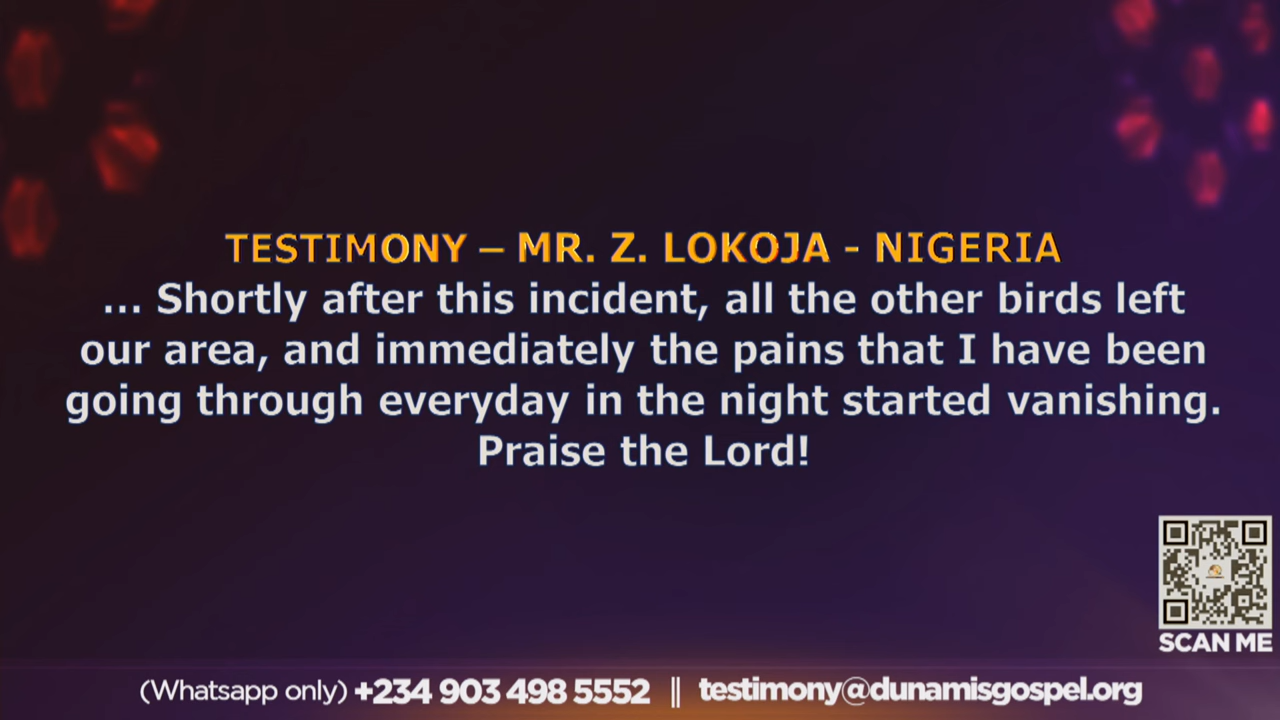 TESTIMONY – MR. Z. LOKOJA - NIGERIA
... Shortly after this incident, all the other birds left
our area, and immediately the pains that I have been
going through everyday in the night started vanishing.
Praise the Lord!
SCAN ME
(Whatsapp only) +234 903 498 5552 || testimony@dunamisgospel.org